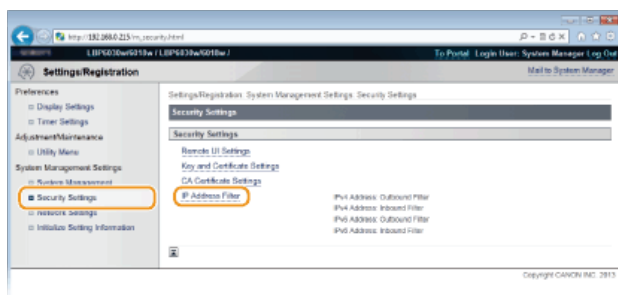 http://192.168.0.215/m_security.html
LBP6030w/6018w / LBP6030w/6018w /
To Portal Login User: System Manager Log Out
Settings/Registration
Mail to System Manager
Preferences
Display Settings
Timer Settings
Adjustment/Maintenance
Utility Menu
System Management Settings
System Management
Security Settings
Network Settings
Initialize Setting Information
Settings/Registration: System Management Settings: Security Settings
Security Settings
Security Settings
Remote UI Settings
Key and Certificate Settings
CA Certificate Settings
IP Address Filter
IPv4 Address: Outbound Filter
IPv4 Address: Inbound Filter
IPv6 Address: Outbound Filter
IPv6 Address: Inbound Filter
Copyright CANON INC. 2013